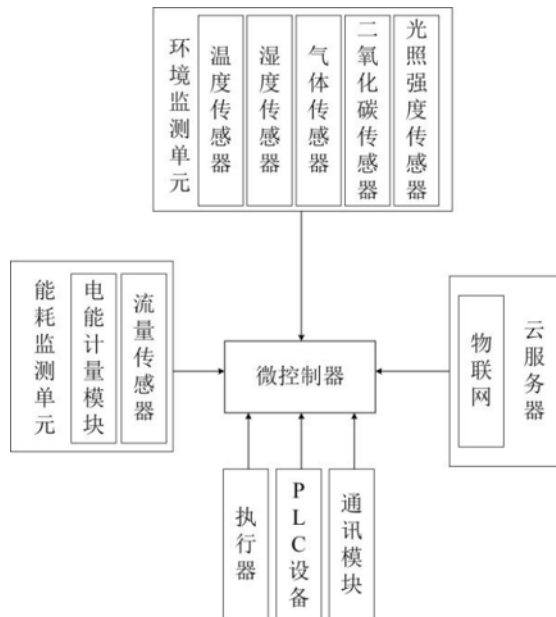 环境监测单元
温度传感器
湿度传感器
气体传感器
二氧化碳传感器
光照强度传感器
能耗监测单元
电能计量模块
流量传感器
微控制器
物联网
云服务器
执行器
PLC设备
通讯模块